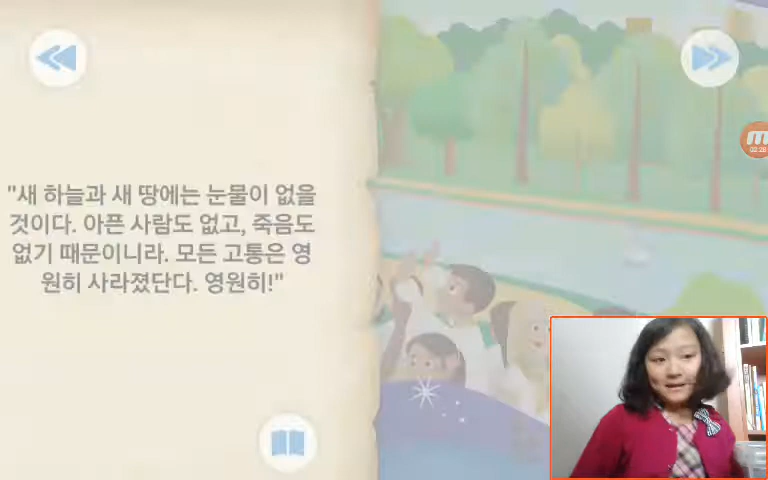 "새 하늘과 새 땅에는 눈물이 없을
것이다. 아픈 사람도 없고, 죽음도
없기 때문이니라. 모든 고통은 영
원히 사라졌단다. 영원히!"
02:28